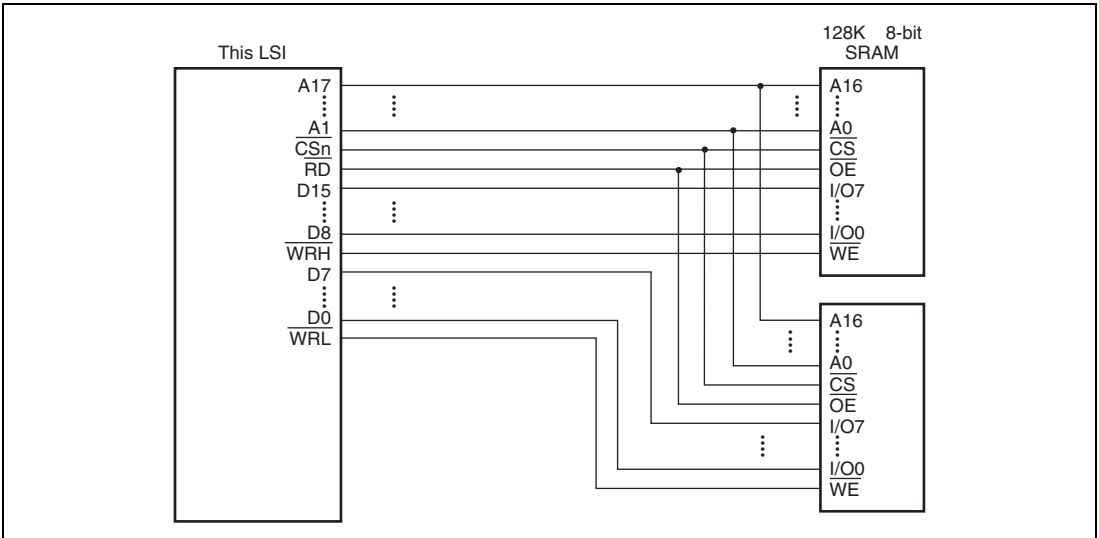 This LSI
A17
A1
CSn
RD
D15
D8
WRH
D7
D0
WRL
128K 8-bit
SRAM
A16
A0
CS
OE
I/O7
I/O0
WE
A16
A0
CS
OE
I/O7
I/O0
WE